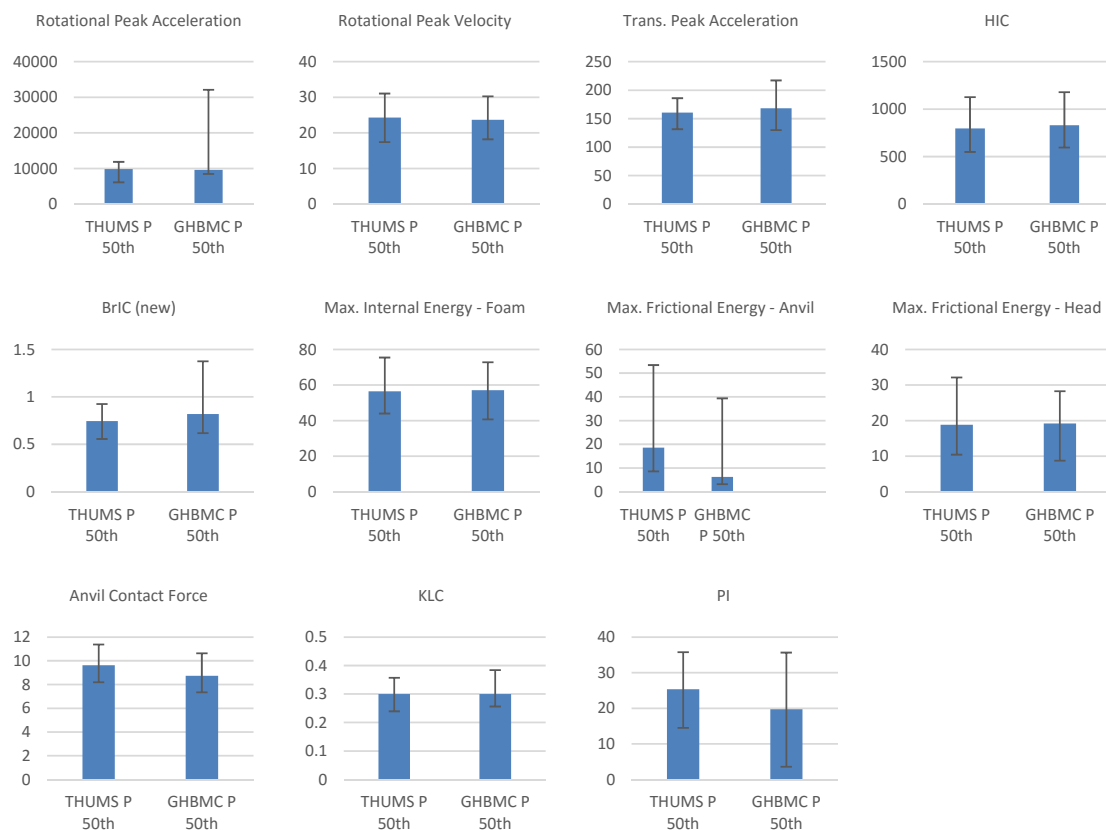 Rotational Peak Acceleration
40000
30000
20000
10000
0
THUMS P GHBMC P
50th 50th
Rotational Peak Velocity
40
30
20
10
0
THUMS P GHBMC P
50th 50th
Trans. Peak Acceleration
250
200
150
100
50
0
THUMS P GHBMC P
50th 50th
HIC
1500
1000
500
0
THUMS P GHBMC P
50th 50th
BrIC (new)
1.5
1
0.5
0
THUMS P GHBMC P
50th 50th
Max. Internal Energy - Foam
80
60
40
20
0
THUMS P GHBMC P
50th 50th
Max. Frictional Energy - Anvil
60
50
40
30
20
10
0
THUMS P GHBMC
50th P 50th
Max. Frictional Energy - Head
40
30
20
10
0
THUMS P GHBMC P
50th 50th
Anvil Contact Force
12
10
8
6
4
2
0
THUMS P GHBMC P
50th 50th
KLC
0.5
0.4
0.3
0.2
0.1
0
THUMS P GHBMC P
50th 50th
PI
40
30
20
10
0
THUMS P GHBMC P
50th 50th